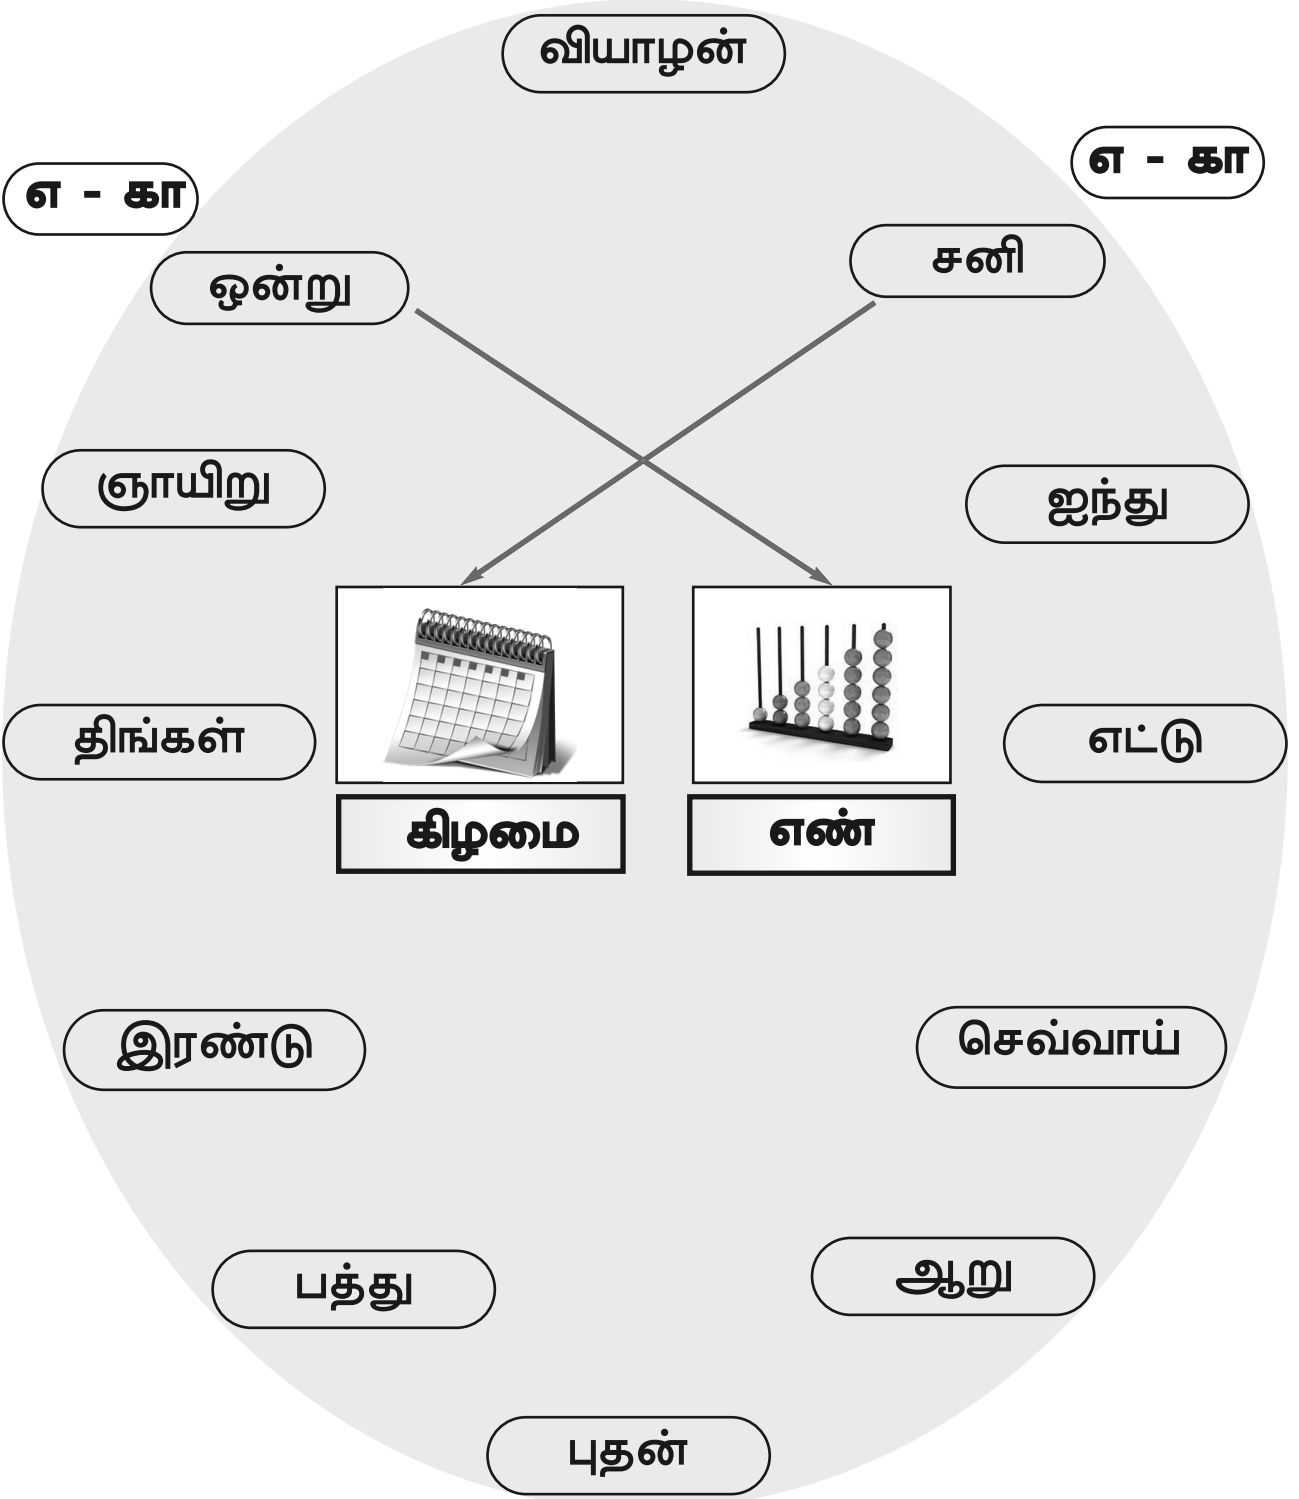 வியாழன்
எ - கா
எ - கா
சனி
ஒன்று
ஞாயிறு
ஐந்து
திங்கள்
எட்டு
கிழமை
எண்
இரண்டு
செவ்வாய்
பத்து
ஆறு
புதன்